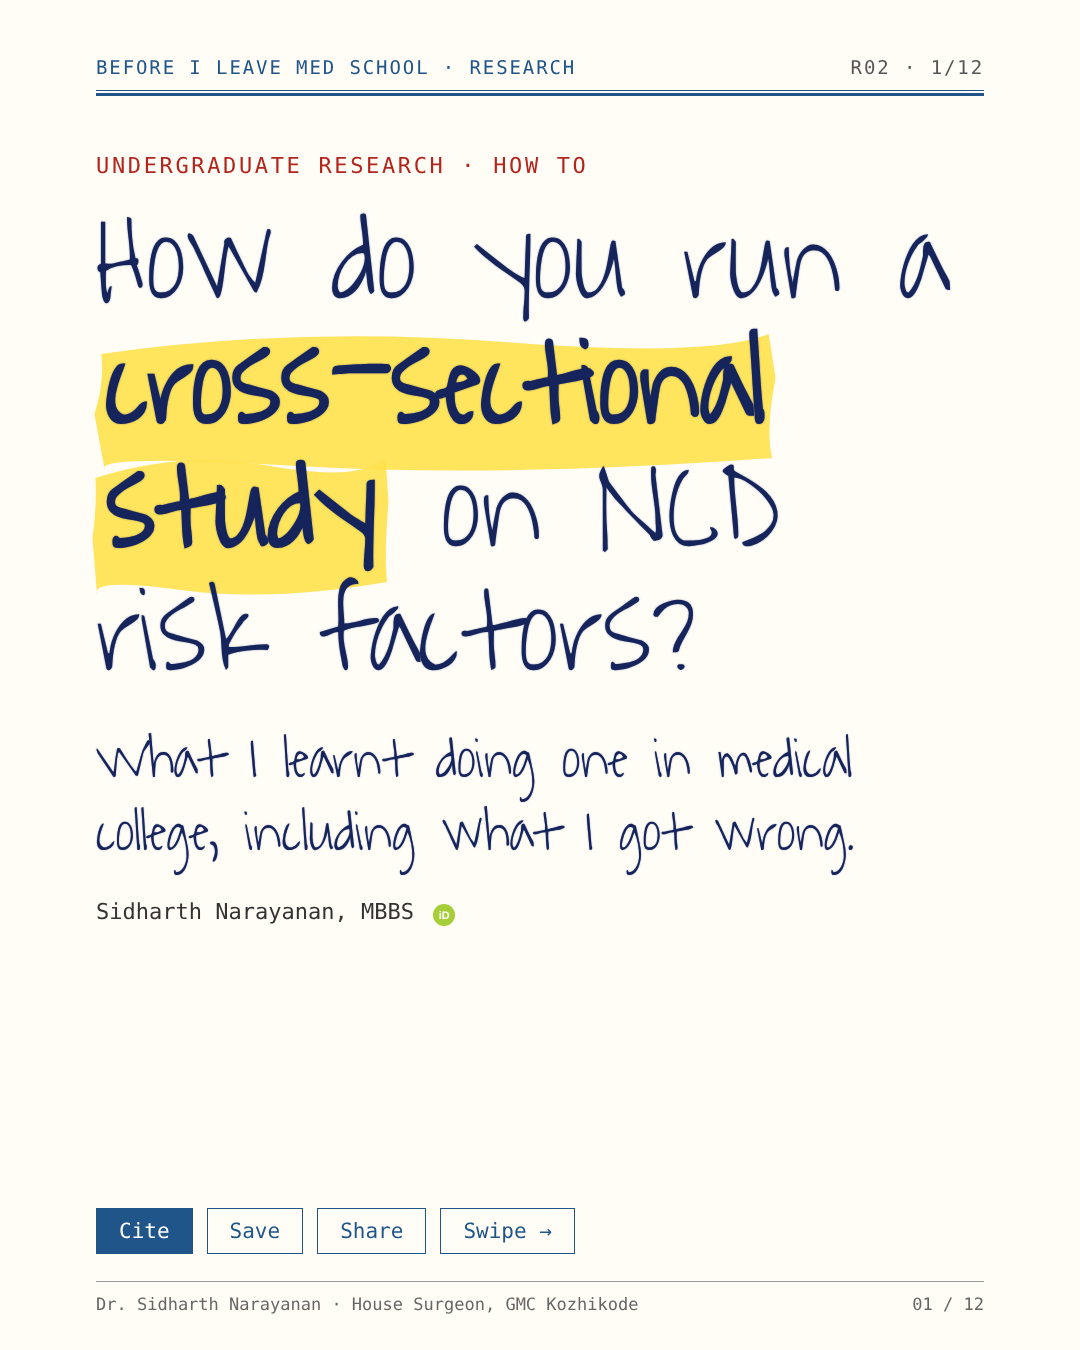 BEFORE I LEAVE MED SCHOOL · RESEARCH
R02 · 1/12
UNDERGRADUATE RESEARCH · HOW TO
How do you run a
cross-sectional
study on NCD
risk factors?
What I learnt doing one in medical
college, including what I got wrong.
Sidharth Narayanan, MBBS iD
Cite Save Share Swipe →
Dr. Sidharth Narayanan · House Surgeon, GMC Kozhikode
01 / 12